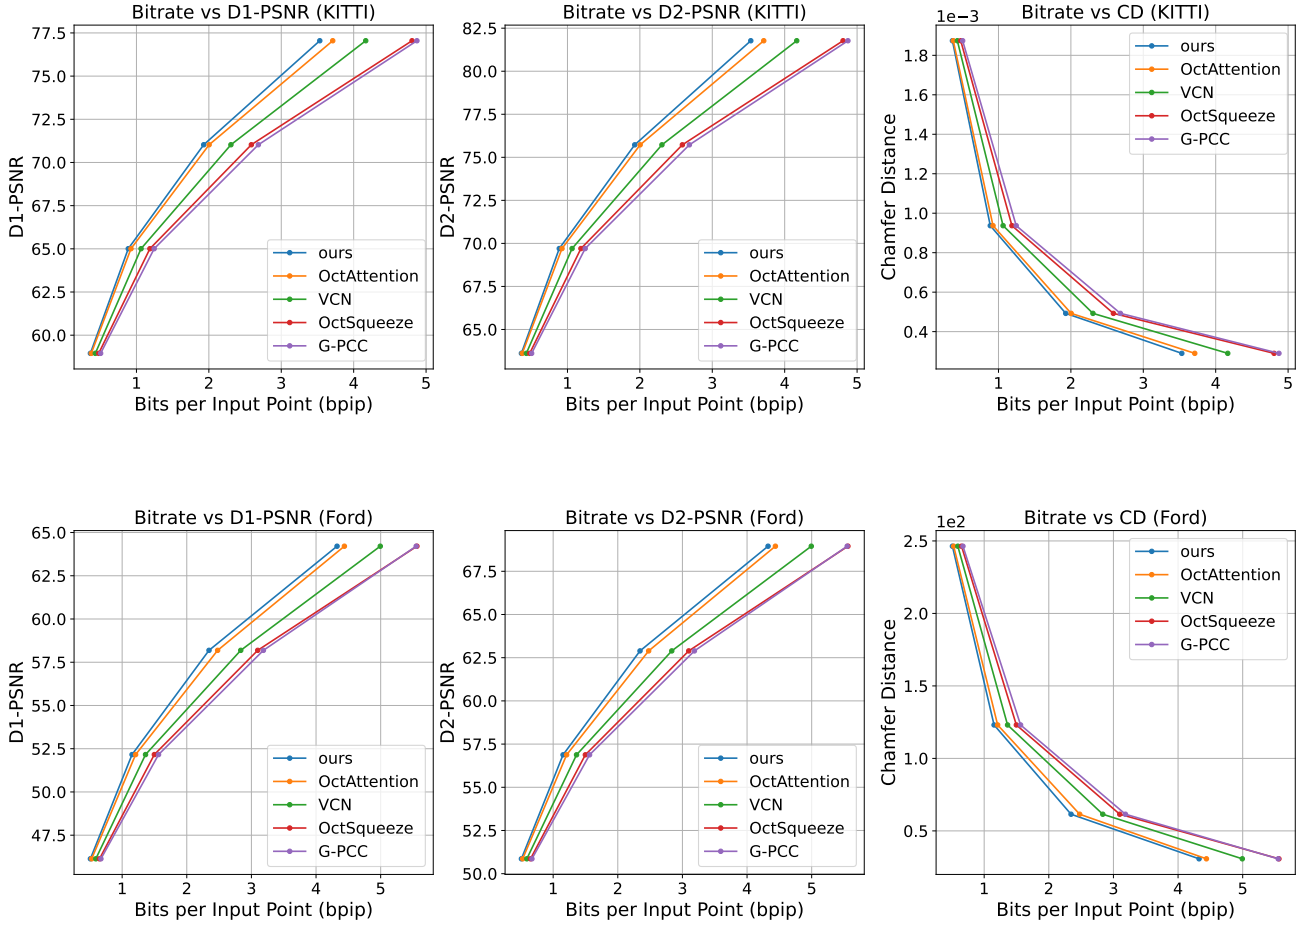 Bitrate vs D1-PSNR (KITTI)
D1-PSNR
77.5
75.0
72.5
70.0
67.5
65.0
62.5
60.0
ours
OctAttention
VCN
OctSqueeze
G-PCC
1 2 3 4 5
Bits per Input Point (bpip)
Bitrate vs D2-PSNR (KITTI)
D2-PSNR
82.5
80.0
77.5
75.0
72.5
70.0
67.5
65.0
ours
OctAttention
VCN
OctSqueeze
G-PCC
1 2 3 4 5
Bits per Input Point (bpip)
Bitrate vs CD (KITTI)
1e−3
Chamfer Distance
1.8
1.6
1.4
1.2
1.0
0.8
0.6
0.4
ours
OctAttention
VCN
OctSqueeze
G-PCC
1 2 3 4 5
Bits per Input Point (bpip)
Bitrate vs D1-PSNR (Ford)
D1-PSNR
65.0
62.5
60.0
57.5
55.0
52.5
50.0
47.5
ours
OctAttention
VCN
OctSqueeze
G-PCC
1 2 3 4 5
Bits per Input Point (bpip)
Bitrate vs D2-PSNR (Ford)
D2-PSNR
67.5
65.0
62.5
60.0
57.5
55.0
52.5
50.0
ours
OctAttention
VCN
OctSqueeze
G-PCC
1 2 3 4 5
Bits per Input Point (bpip)
Bitrate vs CD (Ford)
1e2
Chamfer Distance
2.5
2.0
1.5
1.0
0.5
ours
OctAttention
VCN
OctSqueeze
G-PCC
1 2 3 4 5
Bits per Input Point (bpip)